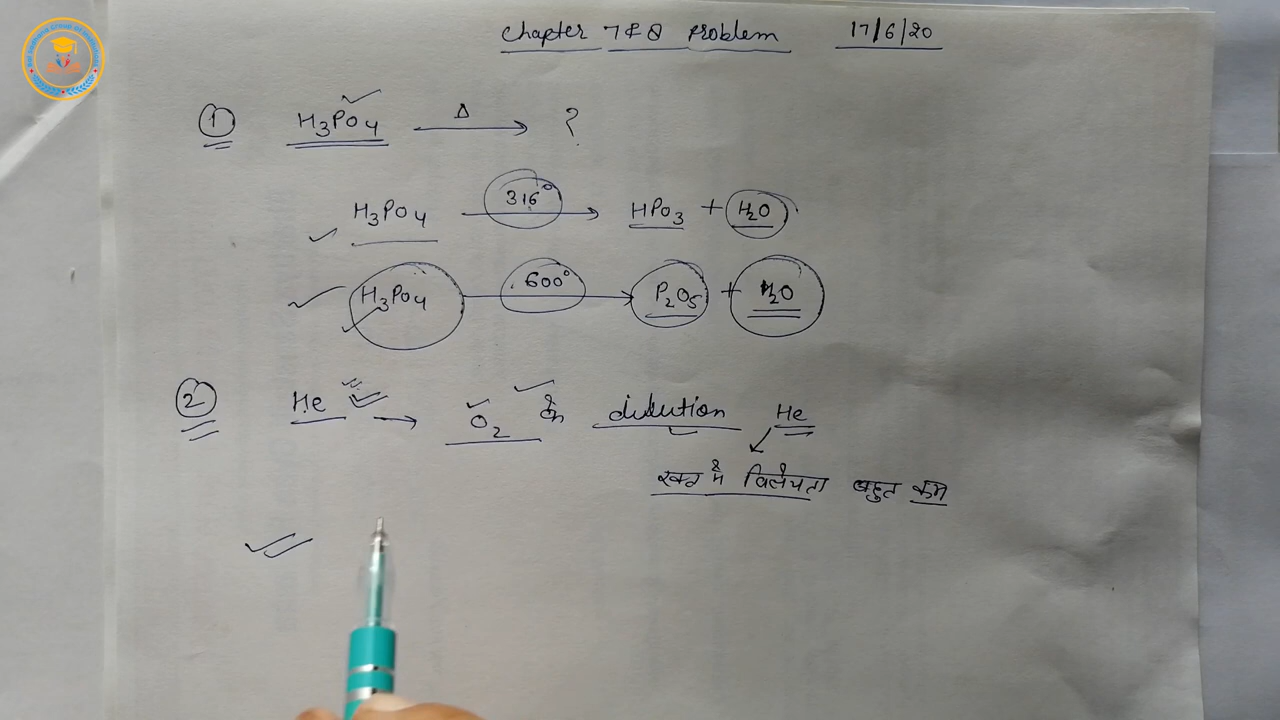 Chapter 7 & 8 Problem 17/6/20
① H₃PO₄ —Δ→ ?
H₃PO₄ —316°→ HPO₃ + H₂O
H₃PO₄ —600°→ P₂O₅ + H₂O
② He → O₂ के dilution He
रक्त में विलेयता बहुत कम